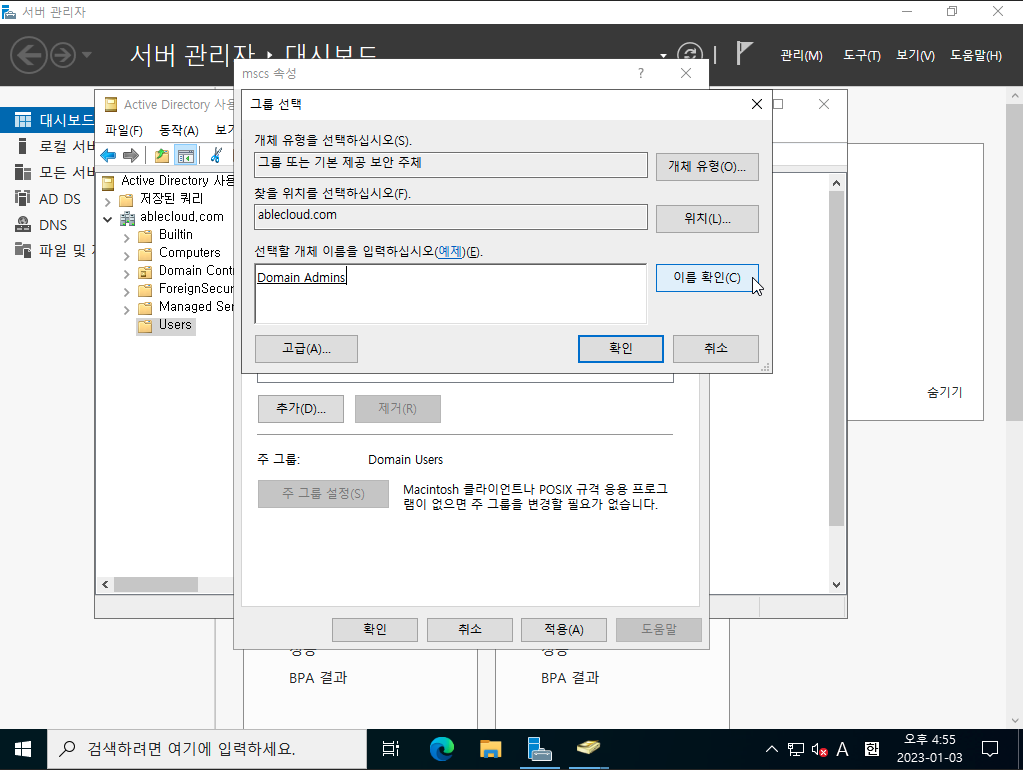 서버 관리자
서버 관리자 · 대시보드
관리(M) 도구(T) 보기(V) 도움말(H)
대시보드
로컬 서
모든 서버
AD DS
DNS
파일 및
Active Directory 사용
파일(F) 동작(A) 보기
Active Directory 사용
저장된 쿼리
ablecloud.com
Builtin
Computers
Domain Cont
ForeignSecur
Managed Ser
Users
mscs 속성
그룹 선택
개체 유형을 선택하십시오(S).
그룹 또는 기본 제공 보안 주체
개체 유형(O)...
찾을 위치를 선택하십시오(F).
ablecloud.com
위치(L)...
선택할 개체 이름을 입력하십시오(예제)(E).
Domain Admins
이름 확인(C)
고급(A)...
확인
취소
추가(D)...
제거(R)
주 그룹:
Domain Users
주 그룹 설정(S)
Macintosh 클라이언트나 POSIX 규격 응용 프로그
램이 없으면 주 그룹을 변경할 필요가 없습니다.
확인
취소
적용(A)
도움말
숨기기
성능
성능
BPA 결과
BPA 결과
검색하려면 여기에 입력하세요.
A
한
오후 4:55
2023-01-03